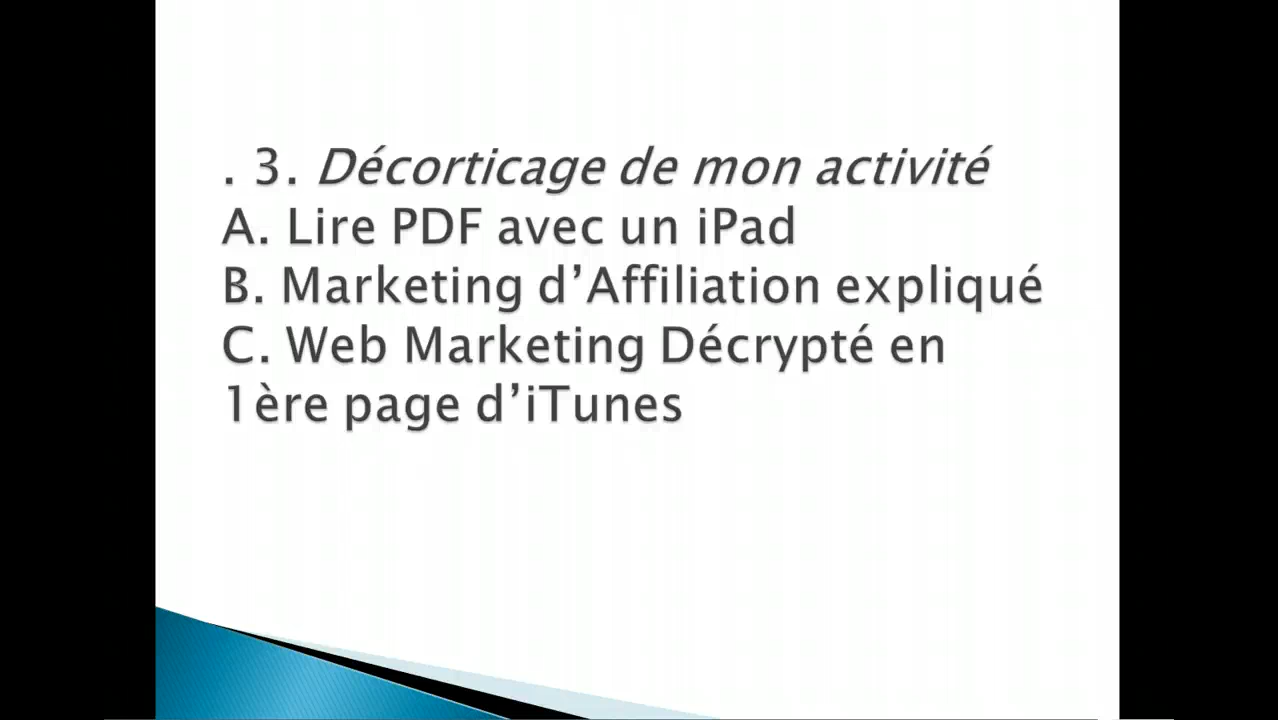 . 3. Décorticage de mon activité
A. Lire PDF avec un iPad
B. Marketing d’Affiliation expliqué
C. Web Marketing Décrypté en
1ère page d’iTunes